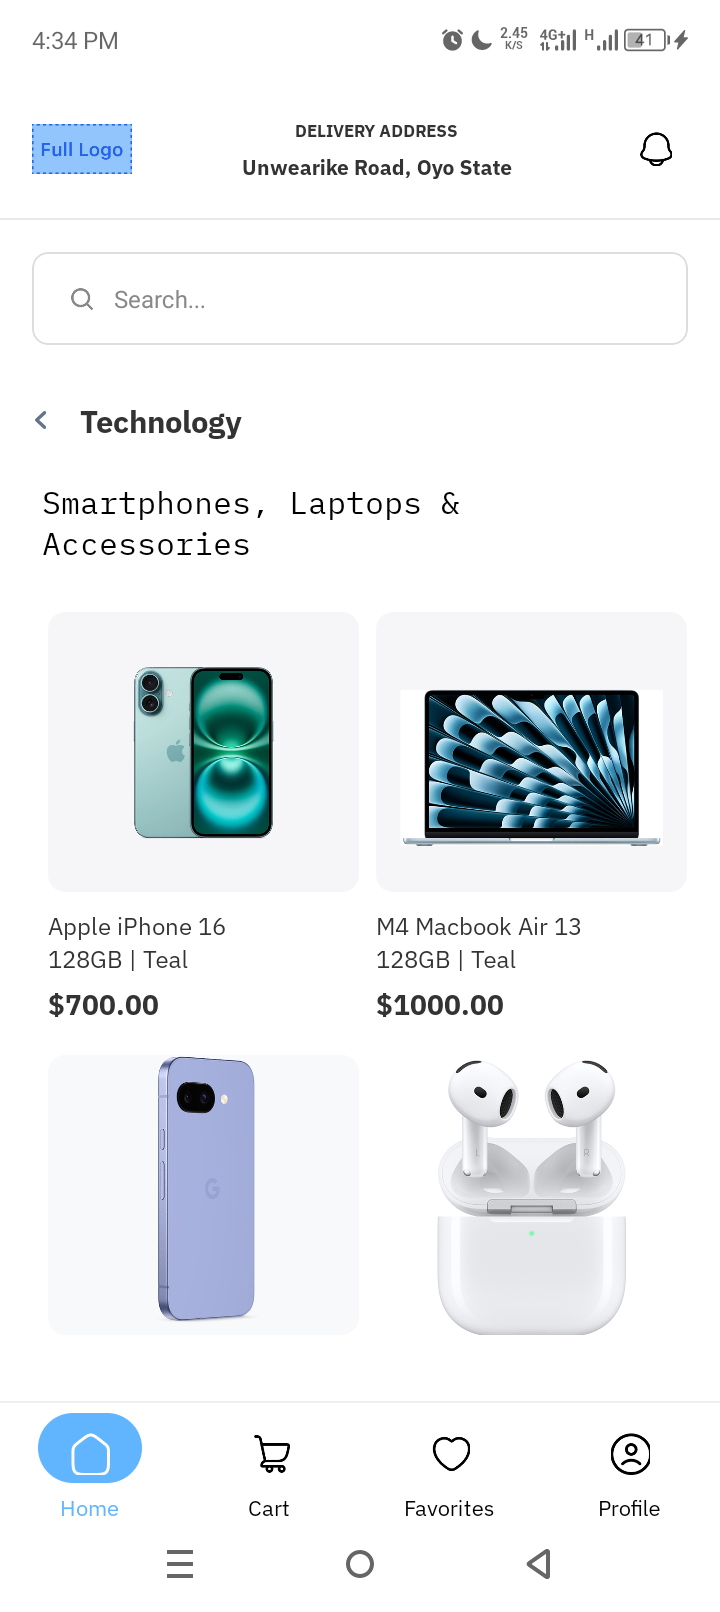 4:34 PM
2.45
K/S
4G+
H
41
Full Logo
DELIVERY ADDRESS
Unwearike Road, Oyo State
Search...
Technology
Smartphones, Laptops &
Accessories
Apple iPhone 16
128GB | Teal
$700.00
M4 Macbook Air 13
128GB | Teal
$1000.00
G
L
R
Home
Cart
Favorites
Profile